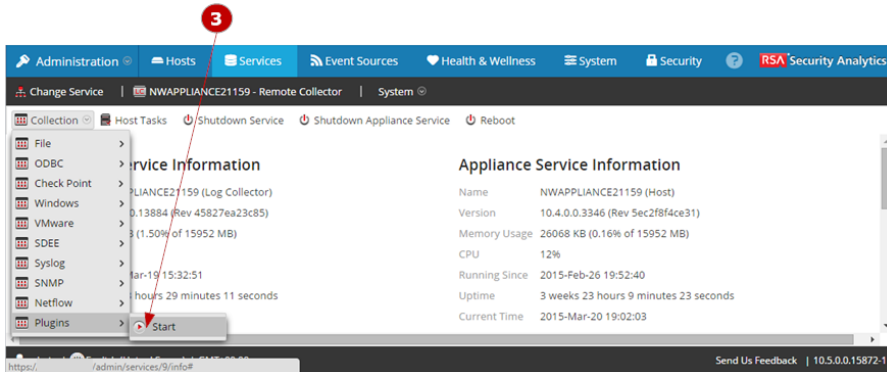 3
Administration Hosts Services Event Sources Health & Wellness System Security ? RSA Security Analytics
Change Service | NWAPPLIANCE21159 - Remote Collector | System
Collection Host Tasks Shutdown Service Shutdown Appliance Service Reboot
File
ODBC
Check Point
Windows
VMware
SDEE
Syslog
SNMP
Netflow
Plugins
Start
rvice Information
PLIANCE21159 (Log Collector)
0.13884 (Rev 45827ea23c85)
(1.50% of 15952 MB)
Mar-19 15:32:51
hours 29 minutes 11 seconds
Appliance Service Information
Name NWAPPLIANCE21159 (Host)
Version 10.4.0.0.3346 (Rev 5ec2f8f4ce31)
Memory Usage 26068 KB (0.16% of 15952 MB)
CPU 12%
Running Since 2015-Feb-26 19:52:40
Uptime 3 weeks 23 hours 9 minutes 23 seconds
Current Time 2015-Mar-20 19:02:03
https:/. /admin/services/9/info#
Send Us Feedback | 10.5.0.0.15872-1